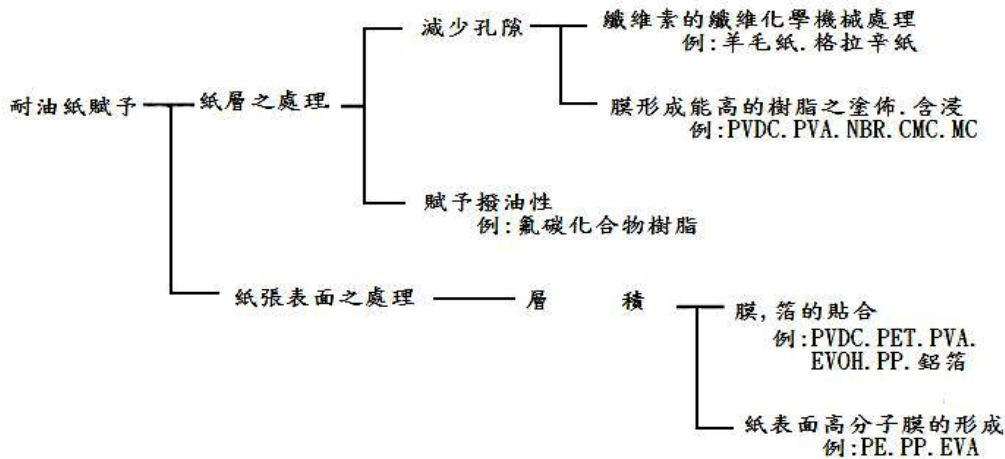 減少孔隙
纖維素的纖維化學機械處理
例:羊毛紙.格拉辛紙
耐油紙賦予
紙層之處理
膜形成能高的樹脂之塗佈.含浸
例:PVDC.PVA.NBR.CMC.MC
賦予撥油性
例:氟碳化合物樹脂
紙張表面之處理
層 積
膜,箔的貼合
例:PVDC.PET.PVA.
EVOH.PP.鋁箔
紙表面高分子膜的形成
例:PE.PP.EVA